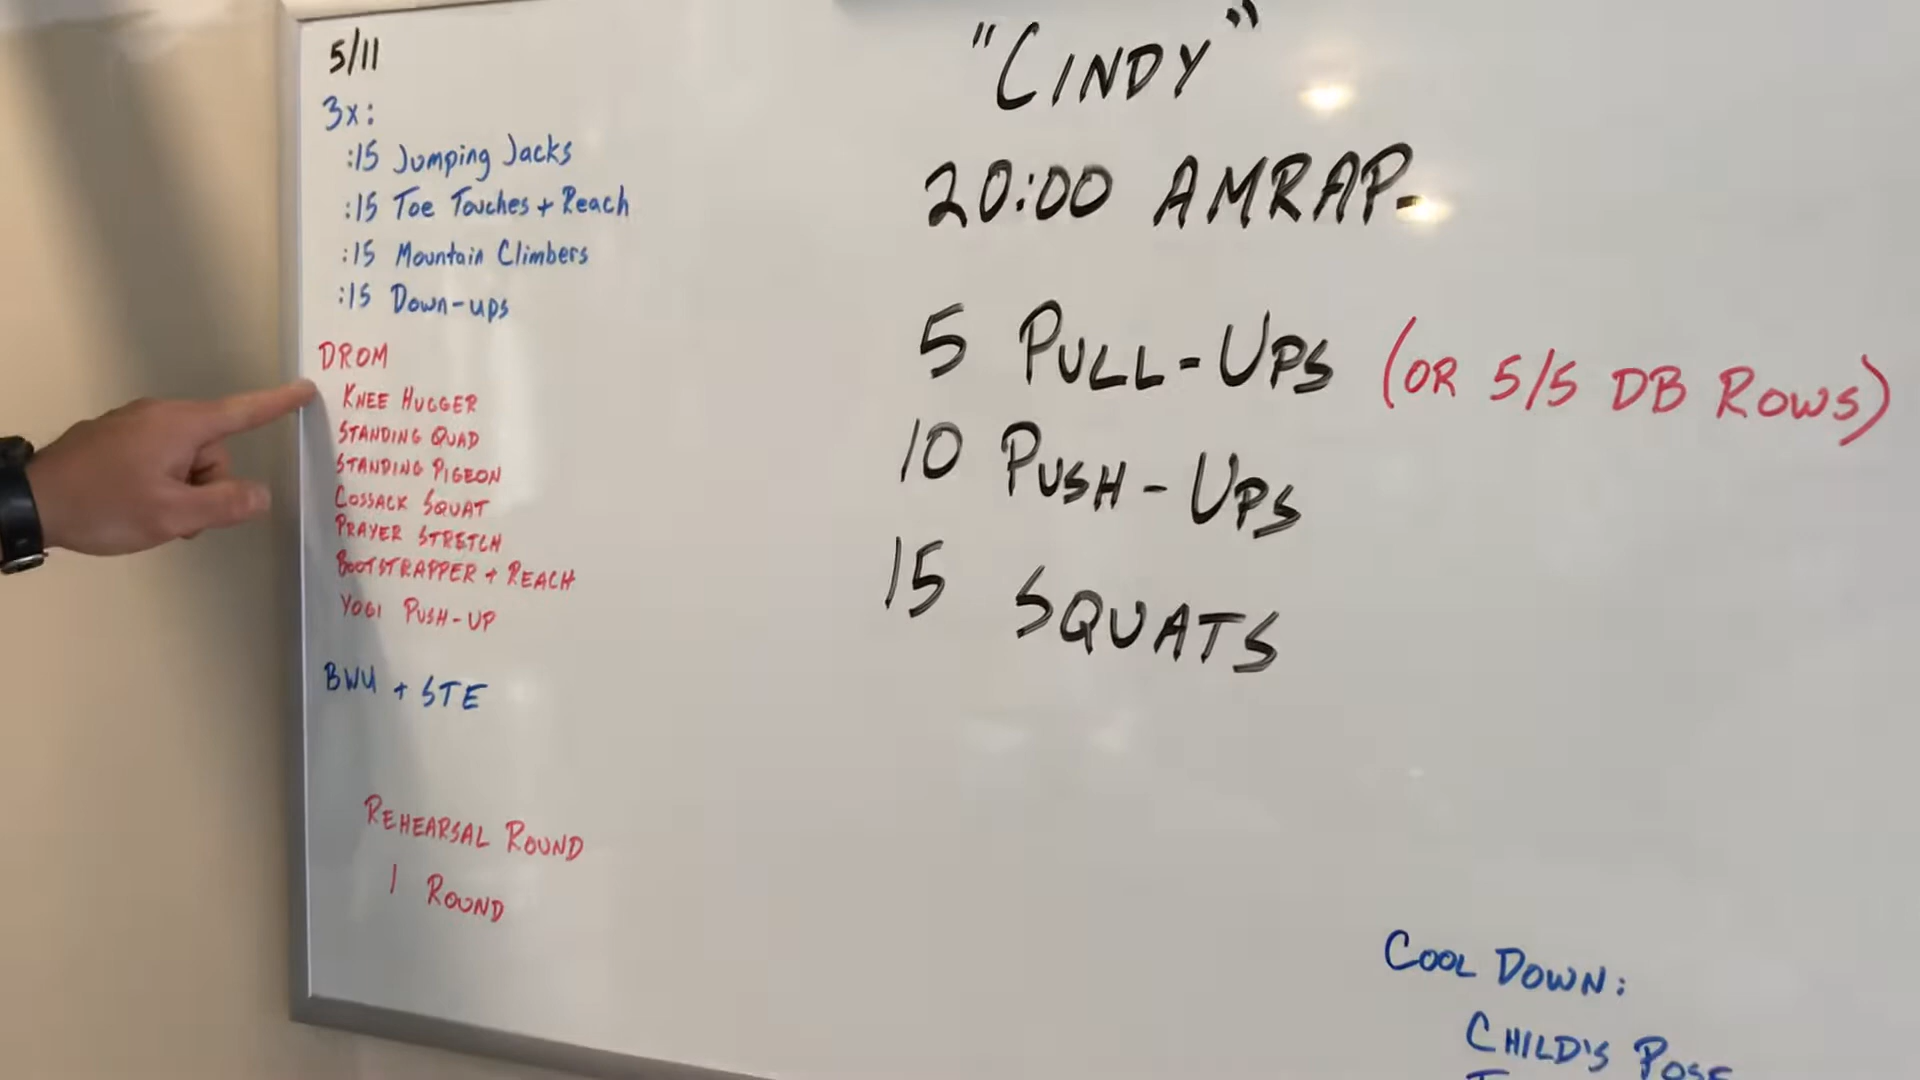 5/11
3x:
:15 Jumping Jacks
:15 Toe Touches + Reach
:15 Mountain Climbers
:15 Down-ups
DROM
KNEE HUGGER
STANDING QUAD
STANDING PIGEON
COSSACK SQUAT
PRAYER STRETCH
BOOTSTRAPPER + REACH
YOGI PUSH-UP
BWU + STE
REHEARSAL ROUND
1 ROUND
"CINDY"
20:00 AMRAP-
5 PULL-UPS (OR 5/5 DB ROWS)
10 PUSH-UPS
15 SQUATS
COOL DOWN:
CHILD'S POSE